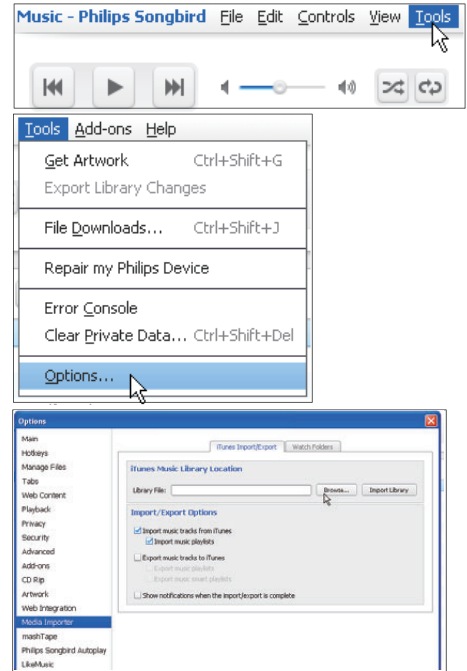 Music - Philips Songbird File Edit Controls View Tools
Tools Add-ons Help
Get Artwork Ctrl+Shift+G
Export Library Changes
File Downloads... Ctrl+Shift+J
Repair my Philips Device
Error Console
Clear Private Data... Ctrl+Shift+Del
Options...
Options
Main
Hotkeys
Manage Files
Tabs
Web Content
Playback
Privacy
Security
Advanced
Add-ons
CD Rip
Artwork
Web Integration
Media Importer
mashTape
Philips Songbird Autoplay
LikeMusic
iTunes Import/Export Watch Folders
iTunes Music Library Location
Library File: Browse... Import Library
Import/Export Options
Import music tracks from iTunes
Import music playlists
Export music tracks to iTunes
Export music playlists
Export music smart playlists
Show notifications when the import/export is complete